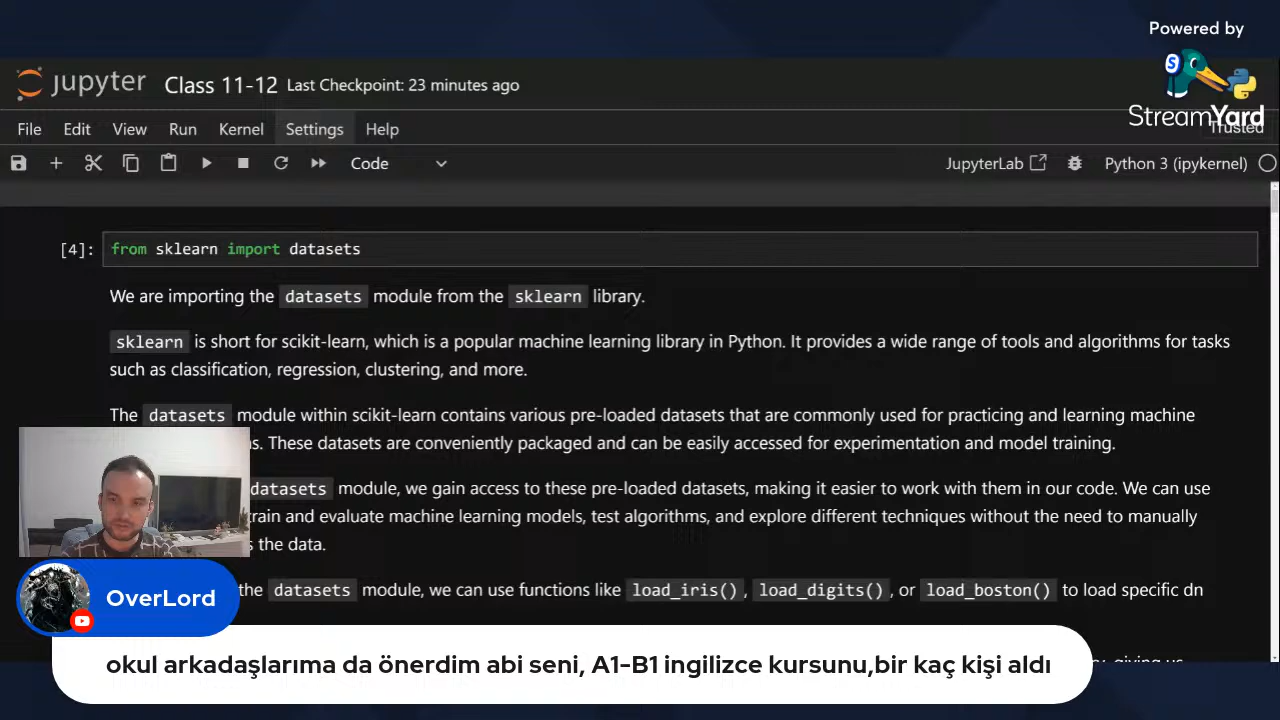 Powered by
StreamYard
jupyter Class 11-12 Last Checkpoint: 23 minutes ago
Trusted
File Edit View Run Kernel Settings Help
Code JupyterLab Python 3 (ipykernel)
[4]: from sklearn import datasets
We are importing the datasets module from the sklearn library.
sklearn is short for scikit-learn, which is a popular machine learning library in Python. It provides a wide range of tools and algorithms for tasks
such as classification, regression, clustering, and more.
The datasets module within scikit-learn contains various pre-loaded datasets that are commonly used for practicing and learning machine
These datasets are conveniently packaged and can be easily accessed for experimentation and model training.
datasets module, we gain access to these pre-loaded datasets, making it easier to work with them in our code. We can use
train and evaluate machine learning models, test algorithms, and explore different techniques without the need to manually
the data.
the datasets module, we can use functions like load_iris(), load_digits(), or load_boston() to load specific dn
OverLord
okul arkadaşlarıma da önerdim abi seni, A1-B1 ingilizce kursunu,bir kaç kişi aldı